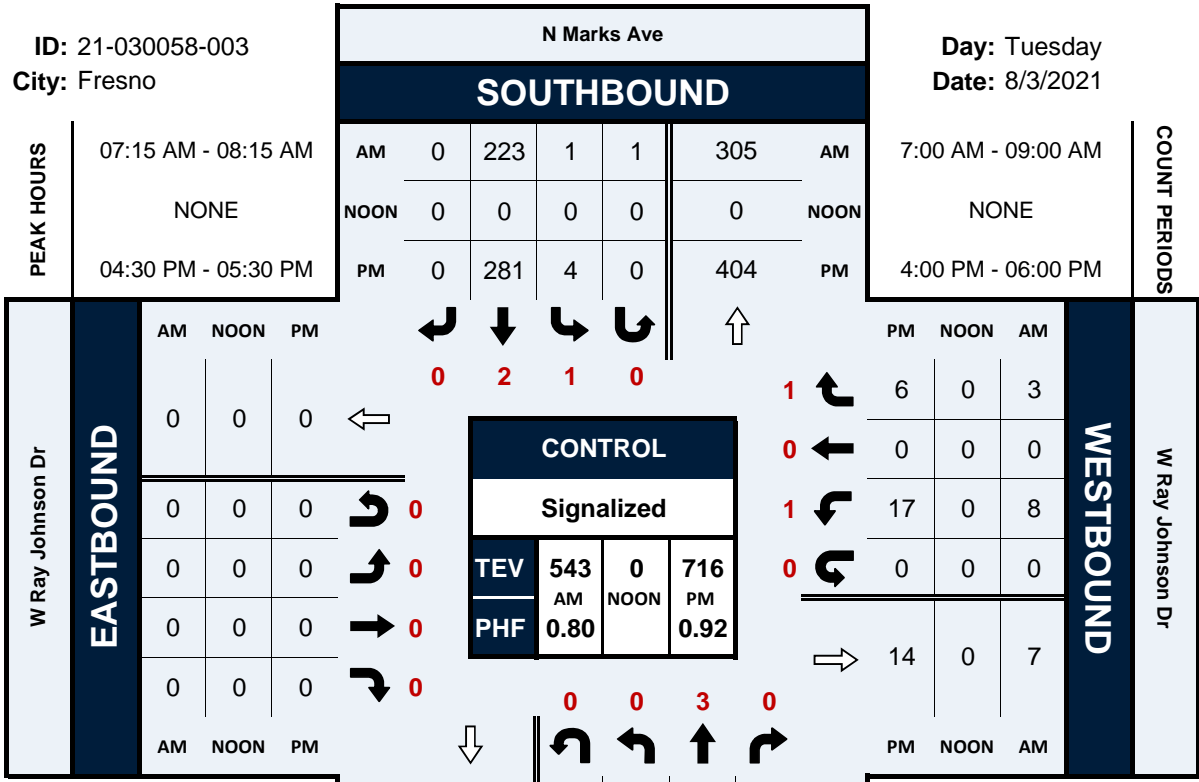 N Marks Ave
ID: 21-030058-003
Day: Tuesday
City: Fresno
Date: 8/3/2021
SOUTHBOUND
PEAK HOURS
07:15 AM - 08:15 AM
AM 0 223 1 1 305 AM
7:00 AM - 09:00 AM
COUNT PERIODS
NONE
NOON 0 0 0 0 0 NOON
NONE
04:30 PM - 05:30 PM
PM 0 281 4 0 404 PM
4:00 PM - 06:00 PM
AM NOON PM
PM NOON AM
0 2 1 0
1 6 0 3
0 0 0
0 0 0 0
0 0 0 0
1 17 0 8
0 0 0 0
0 0 0 0
0 0 0 0
0 0 0 0
14 0 7
W Ray Johnson Dr
EASTBOUND
CONTROL
Signalized
TEV 543 0 716
AM NOON PM
PHF 0.80 0.92
WESTBOUND
W Ray Johnson Dr
0 0 3 0
AM NOON PM
PM NOON AM